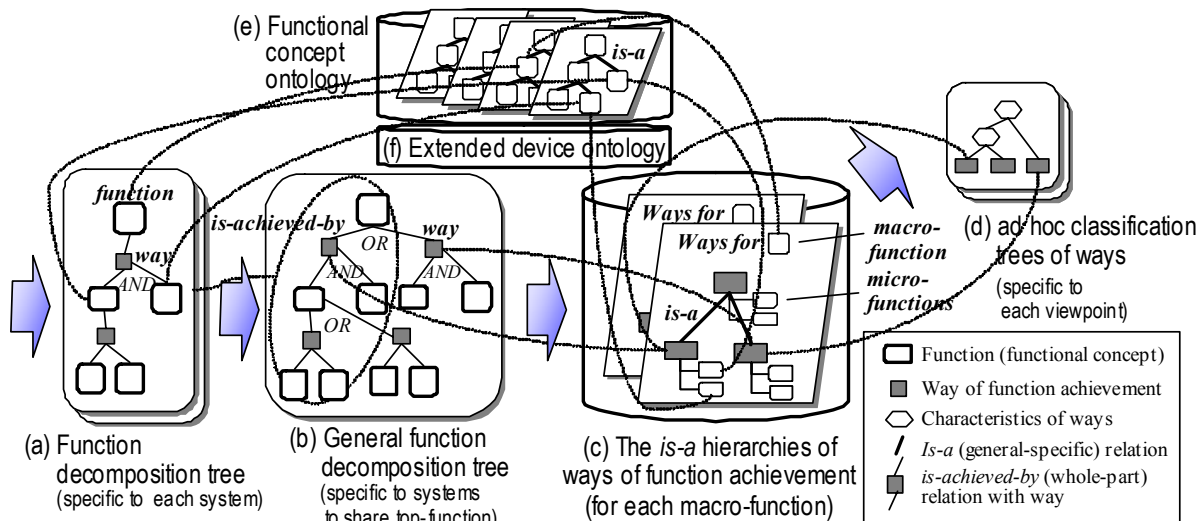 (e) Functional
concept
ontology
is-a
(f) Extended device ontology
function
way
AND
is-achieved-by
OR
way
AND
AND
OR
Ways for
Ways for
macro-
function
micro-
functions
is-a
(a) Function
decomposition tree
(specific to each system)
(b) General function
decomposition tree
(specific to systems
to share top-function)
(c) The is-a hierarchies of
ways of function achievement
(for each macro-function)
(d) ad hoc classification
trees of ways
(specific to
each viewpoint)
Function (functional concept)
Way of function achievement
Characteristics of ways
Is-a (general-specific) relation
is-achieved-by (whole-part)
relation with way